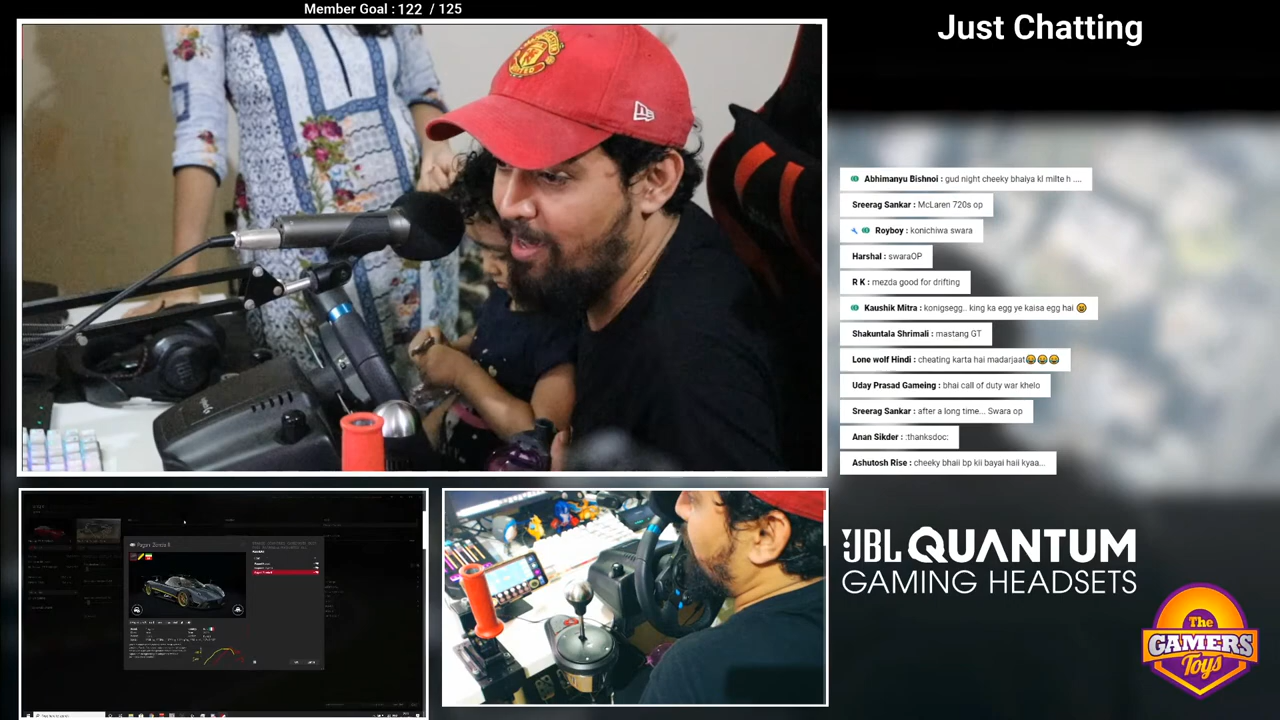 Member Goal : 122 / 125
Just Chatting
Abhimanyu Bishnoi : gud night cheeky bhaiya kl milte h ....
Sreerag Sankar : McLaren 720s op
Royboy : konichiwa swara
Harshal : swaraOP
R K : mezda good for drifting
Kaushik Mitra : konigsegg.. king ka egg ye kaisa egg hai 😆
Shakuntala Shrimali : mastang GT
Lone wolf Hindi : cheating karta hai madarjaat😂😂😂
Uday Prasad Gameing : bhai call of duty war khelo
Sreerag Sankar : after a long time... Swara op
Anan Sikder : :thanksdoc:
Ashutosh Rise : cheeky bhaii bp kii bayai haii kyaa...
JBL QUANTUM
GAMING HEADSETS
The
GAMERS
Toys